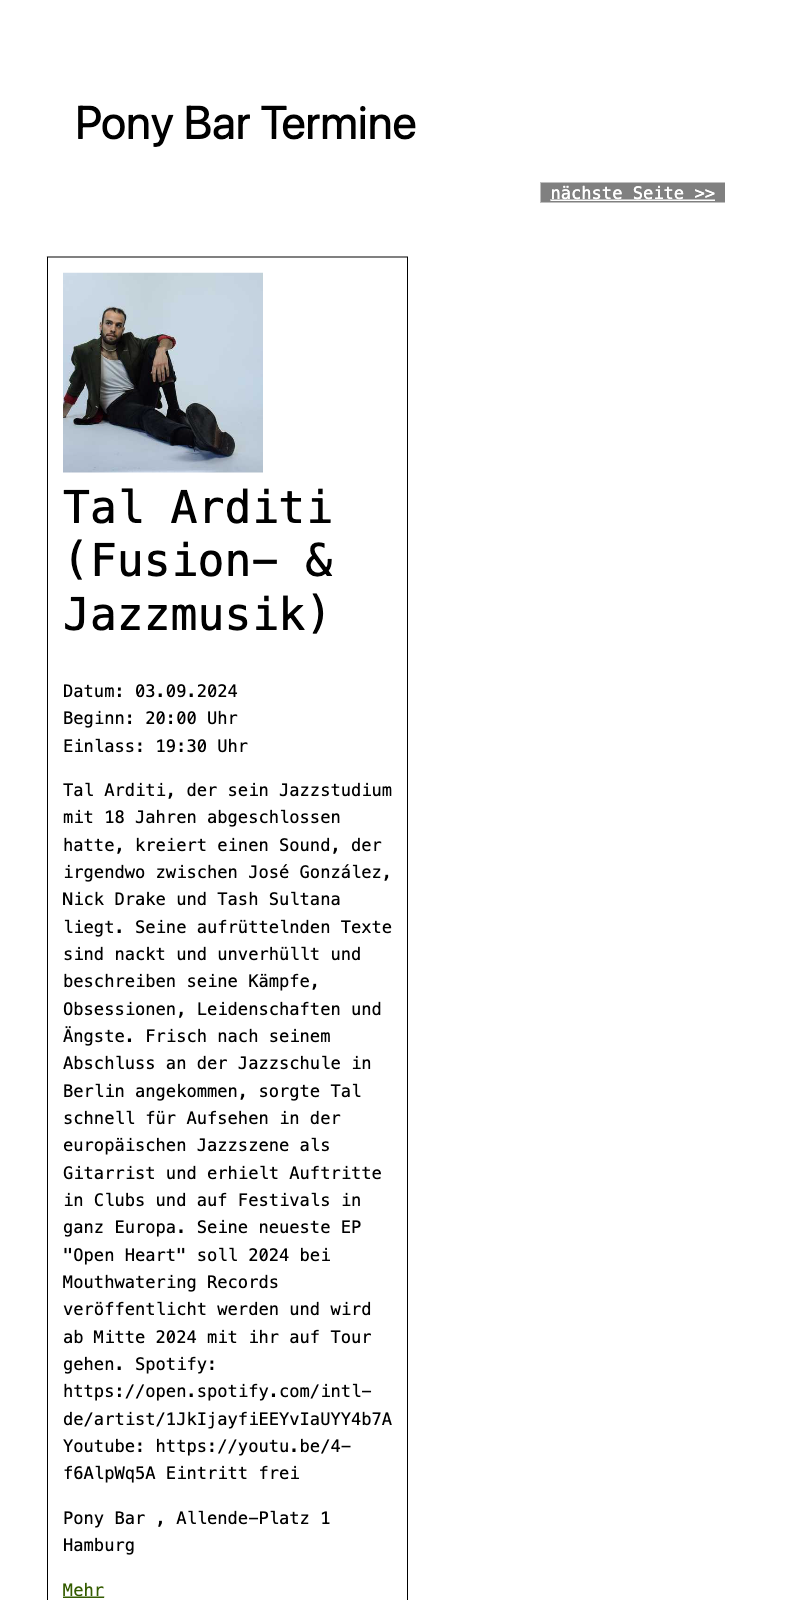 Pony Bar Termine
nächste Seite >>
Tal Arditi
(Fusion- &
Jazzmusik)
Datum: 03.09.2024
Beginn: 20:00 Uhr
Einlass: 19:30 Uhr
Tal Arditi, der sein Jazzstudium
mit 18 Jahren abgeschlossen
hatte, kreiert einen Sound, der
irgendwo zwischen José González,
Nick Drake und Tash Sultana
liegt. Seine aufrüttelnden Texte
sind nackt und unverhüllt und
beschreiben seine Kämpfe,
Obsessionen, Leidenschaften und
Ängste. Frisch nach seinem
Abschluss an der Jazzschule in
Berlin angekommen, sorgte Tal
schnell für Aufsehen in der
europäischen Jazzszene als
Gitarrist und erhielt Auftritte
in Clubs und auf Festivals in
ganz Europa. Seine neueste EP
"Open Heart" soll 2024 bei
Mouthwatering Records
veröffentlicht werden und wird
ab Mitte 2024 mit ihr auf Tour
gehen. Spotify:
https://open.spotify.com/intl-
de/artist/1JkIjayfiEEYvIaUYY4b7A
Youtube: https://youtu.be/4-
f6AlpWq5A Eintritt frei
Pony Bar , Allende-Platz 1
Hamburg
Mehr